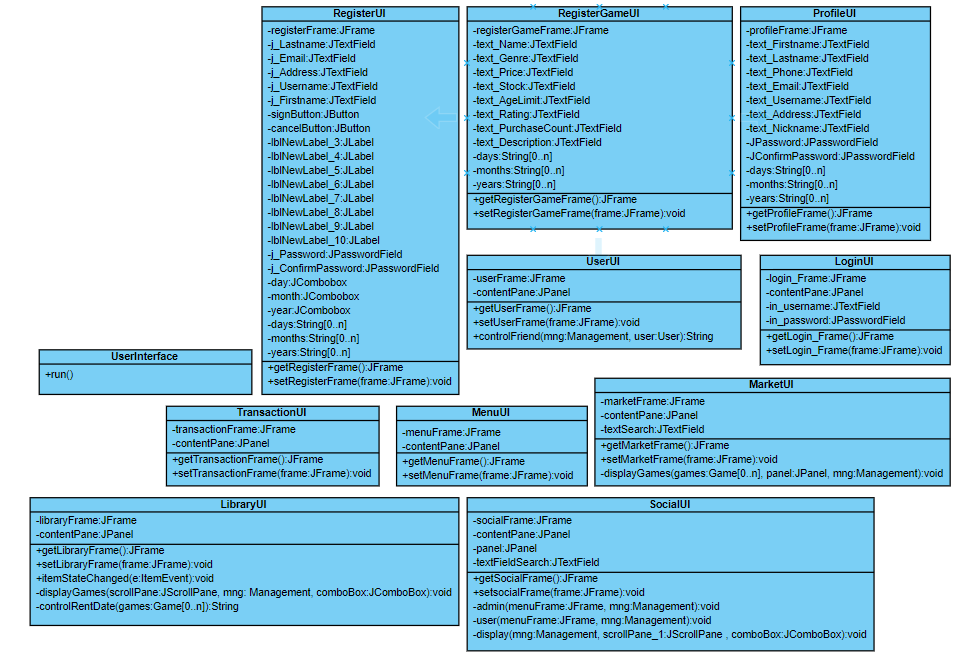 RegisterUI
-registerFrame:JFrame
-j_Lastname:JTextField
-j_Email:JTextField
-j_Address:JTextField
-j_Username:JTextField
-j_Firstname:JTextField
-signButton:JButton
-cancelButton:JButton
-lblNewLabel_3:JLabel
-lblNewLabel_4:JLabel
-lblNewLabel_5:JLabel
-lblNewLabel_6:JLabel
-lblNewLabel_7:JLabel
-lblNewLabel_8:JLabel
-lblNewLabel_9:JLabel
-lblNewLabel_10:JLabel
-j_Password:JPasswordField
-j_ConfirmPassword:JPasswordField
-day:JCombobox
-month:JCombobox
-year:JCombobox
-days:String[0..n]
-months:String[0..n]
-years:String[0..n]
+getRegisterFrame():JFrame
+setRegisterFrame(frame:JFrame):void
RegisterGameUI
-registerGameFrame:JFrame
-text_Name:JTextField
-text_Genre:JTextField
-text_Price:JTextField
-text_Stock:JTextField
-text_AgeLimit:JTextField
-text_Rating:JTextField
-text_PurchaseCount:JTextField
-text_Description:JTextField
-days:String[0..n]
-months:String[0..n]
-years:String[0..n]
+getRegisterGameFrame():JFrame
+setRegisterGameFrame(frame:JFrame):void
ProfileUI
-profileFrame:JFrame
-text_Firstname:JTextField
-text_Lastname:JTextField
-text_Phone:JTextField
-text_Email:JTextField
-text_Username:JTextField
-text_Address:JTextField
-text_Nickname:JTextField
-JPassword:JPasswordField
-JConfirmPassword:JPasswordField
-days:String[0..n]
-months:String[0..n]
-years:String[0..n]
+getProfileFrame():JFrame
+setProfileFrame(frame:JFrame):void
UserUI
-userFrame:JFrame
-contentPane:JPanel
+getUserFrame():JFrame
+setUserFrame(frame:JFrame):void
+controlFriend(mng:Management, user:User):String
LoginUI
-login_Frame:JFrame
-contentPane:JPanel
-in_username:JTextField
-in_password:JPasswordField
+getLogin_Frame():JFrame
+setLogin_Frame(frame:JFrame):void
UserInterface
+run()
TransactionUI
-transactionFrame:JFrame
-contentPane:JPanel
+getTransactionFrame():JFrame
+setTransactionFrame(frame:JFrame):void
MenuUI
-menuFrame:JFrame
-contentPane:JPanel
+getMenuFrame():JFrame
+setMenuFrame(frame:JFrame):void
MarketUI
-marketFrame:JFrame
-contentPane:JPanel
-textSearch:JTextField
+getMarketFrame():JFrame
+setMarketFrame(frame:JFrame):void
-displayGames(games:Game[0..n], panel:JPanel, mng:Management):void
LibraryUI
-libraryFrame:JFrame
-contentPane:JPanel
+getLibraryFrame():JFrame
+setLibraryFrame(frame:JFrame):void
+itemStateChanged(e:ItemEvent):void
-displayGames(scrollPane:JScrollPane, mng: Management, comboBox:JComboBox):void
-controlRentDate(games:Game[0..n]):String
SocialUI
-socialFrame:JFrame
-contentPane:JPanel
-panel:JPanel
-textFieldSearch:JTextField
+getSocialFrame():JFrame
+setsocialFrame(frame:JFrame):void
-admin(menuFrame:JFrame, mng:Management):void
-user(menuFrame:JFrame, mng:Management):void
-display(mng:Management, scrollPane_1:JScrollPane , comboBox:JComboBox):void